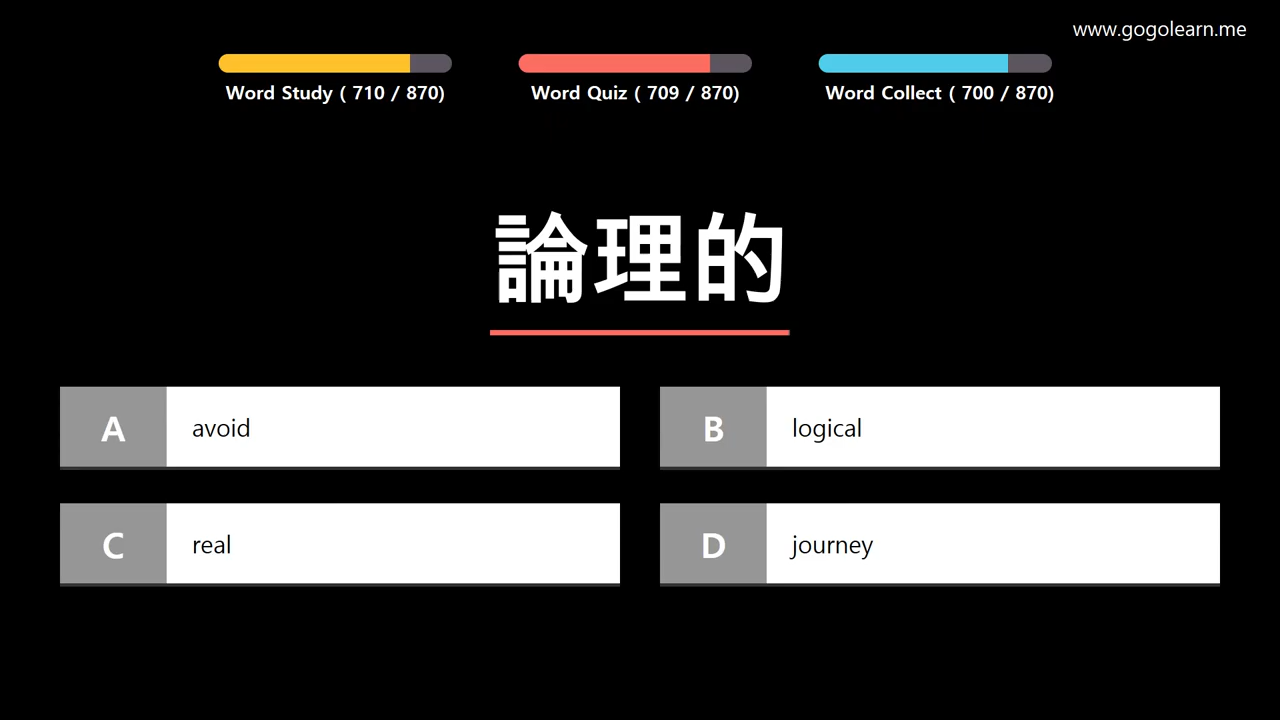 www.gogolearn.me
Word Study ( 710 / 870)
Word Quiz ( 709 / 870)
Word Collect ( 700 / 870)
論理的
A avoid
B logical
C real
D journey